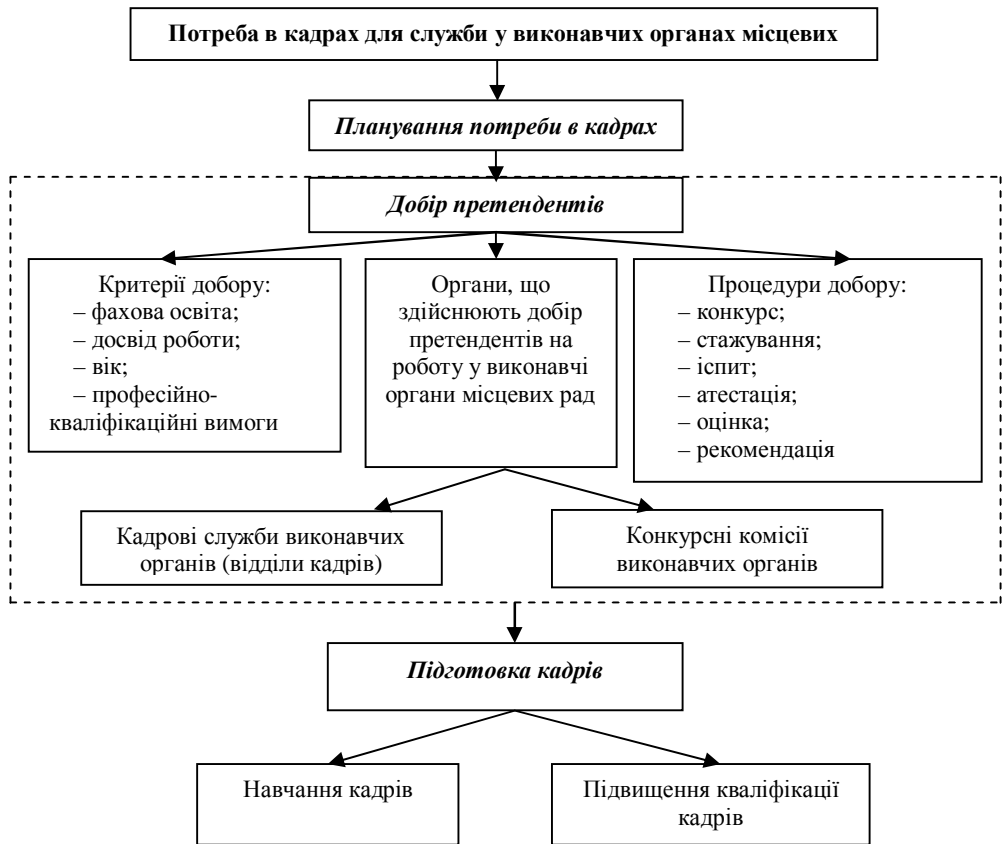 Потреба в кадрах для служби у виконавчих органах місцевих
Планування потреби в кадрах
Добір претендентів
Критерії добору:
– фахова освіта;
– досвід роботи;
– вік;
– професійно-
кваліфікаційні вимоги
Органи, що
здійснюють добір
претендентів на
роботу у виконавчі
органи місцевих рад
Процедури добору:
– конкурс;
– стажування;
– іспит;
– атестація;
– оцінка;
– рекомендація
Кадрові служби виконавчих
органів (відділи кадрів)
Конкурсні комісії
виконавчих органів
Підготовка кадрів
Навчання кадрів
Підвищення кваліфікації
кадрів